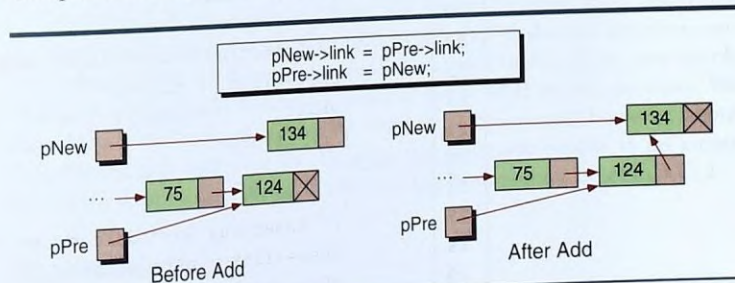 pNew->link = pPre->link;
pPre->link = pNew;
pNew
134
... 75 124
pPre
Before Add
pNew
134
... 75 124
pPre
After Add